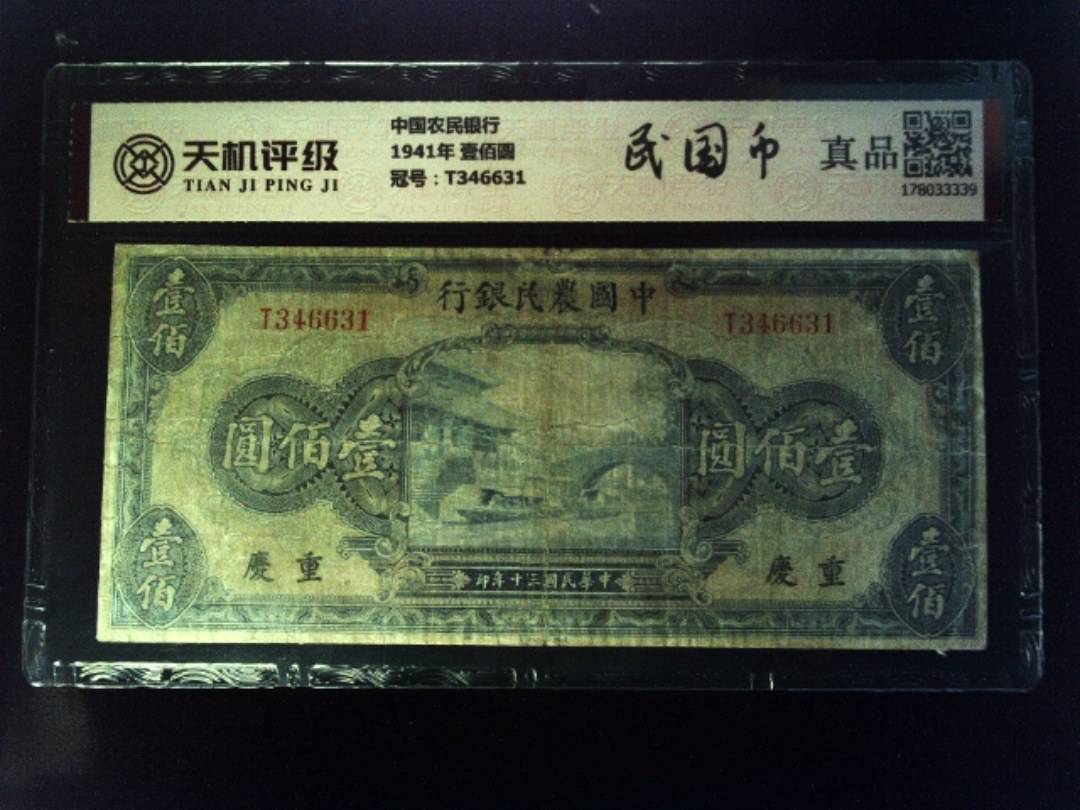 天机评级
TIAN JI PING JI
中国农民银行
1941年 壹佰圆
冠号：T346631
民国币
真品
178033339
行銀民農國中
壹佰
壹佰
T346631
T346631
圓佰壹
圓佰壹
慶重
慶重
印年十三國民華中
壹佰
壹佰